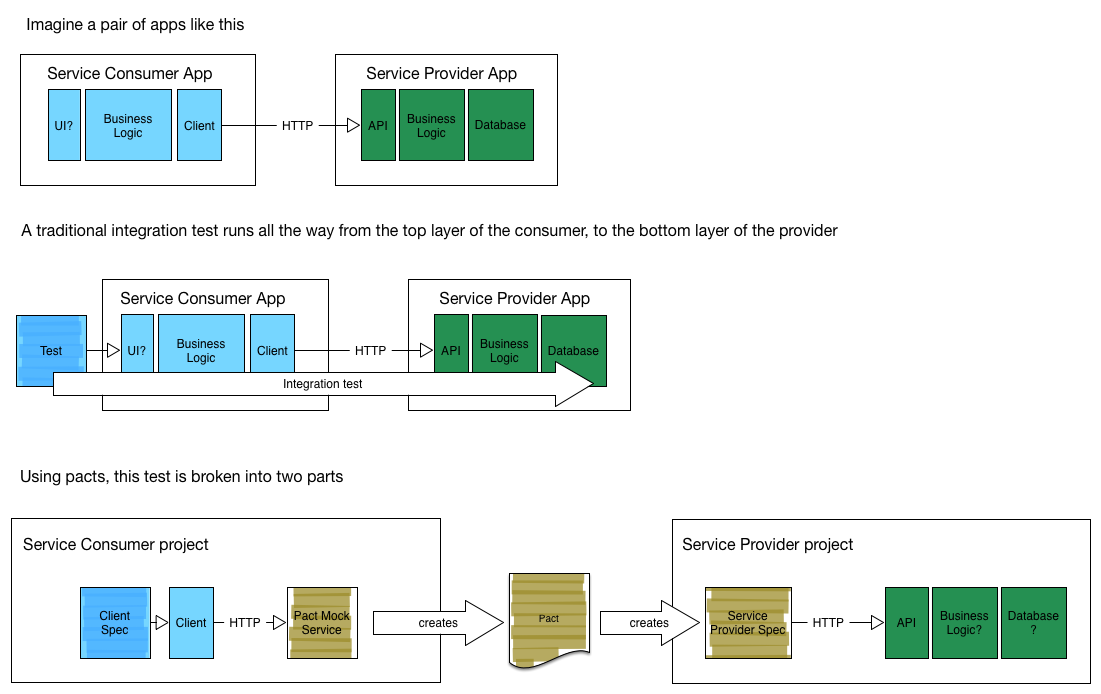 Imagine a pair of apps like this
Service Consumer App
Service Provider App
UI?
Business
Logic
Client
HTTP
API
Business
Logic
Database
A traditional integration test runs all the way from the top layer of the consumer, to the bottom layer of the provider
Service Consumer App
Service Provider App
Test
UI?
Business
Logic
Client
HTTP
API
Business
Logic
Database
Integration test
Using pacts, this test is broken into two parts
Service Consumer project
Service Provider project
Client
Spec
Client
HTTP
Pact Mock
Service
creates
Pact
creates
Service
Provider Spec
HTTP
API
Business
Logic?
Database
?